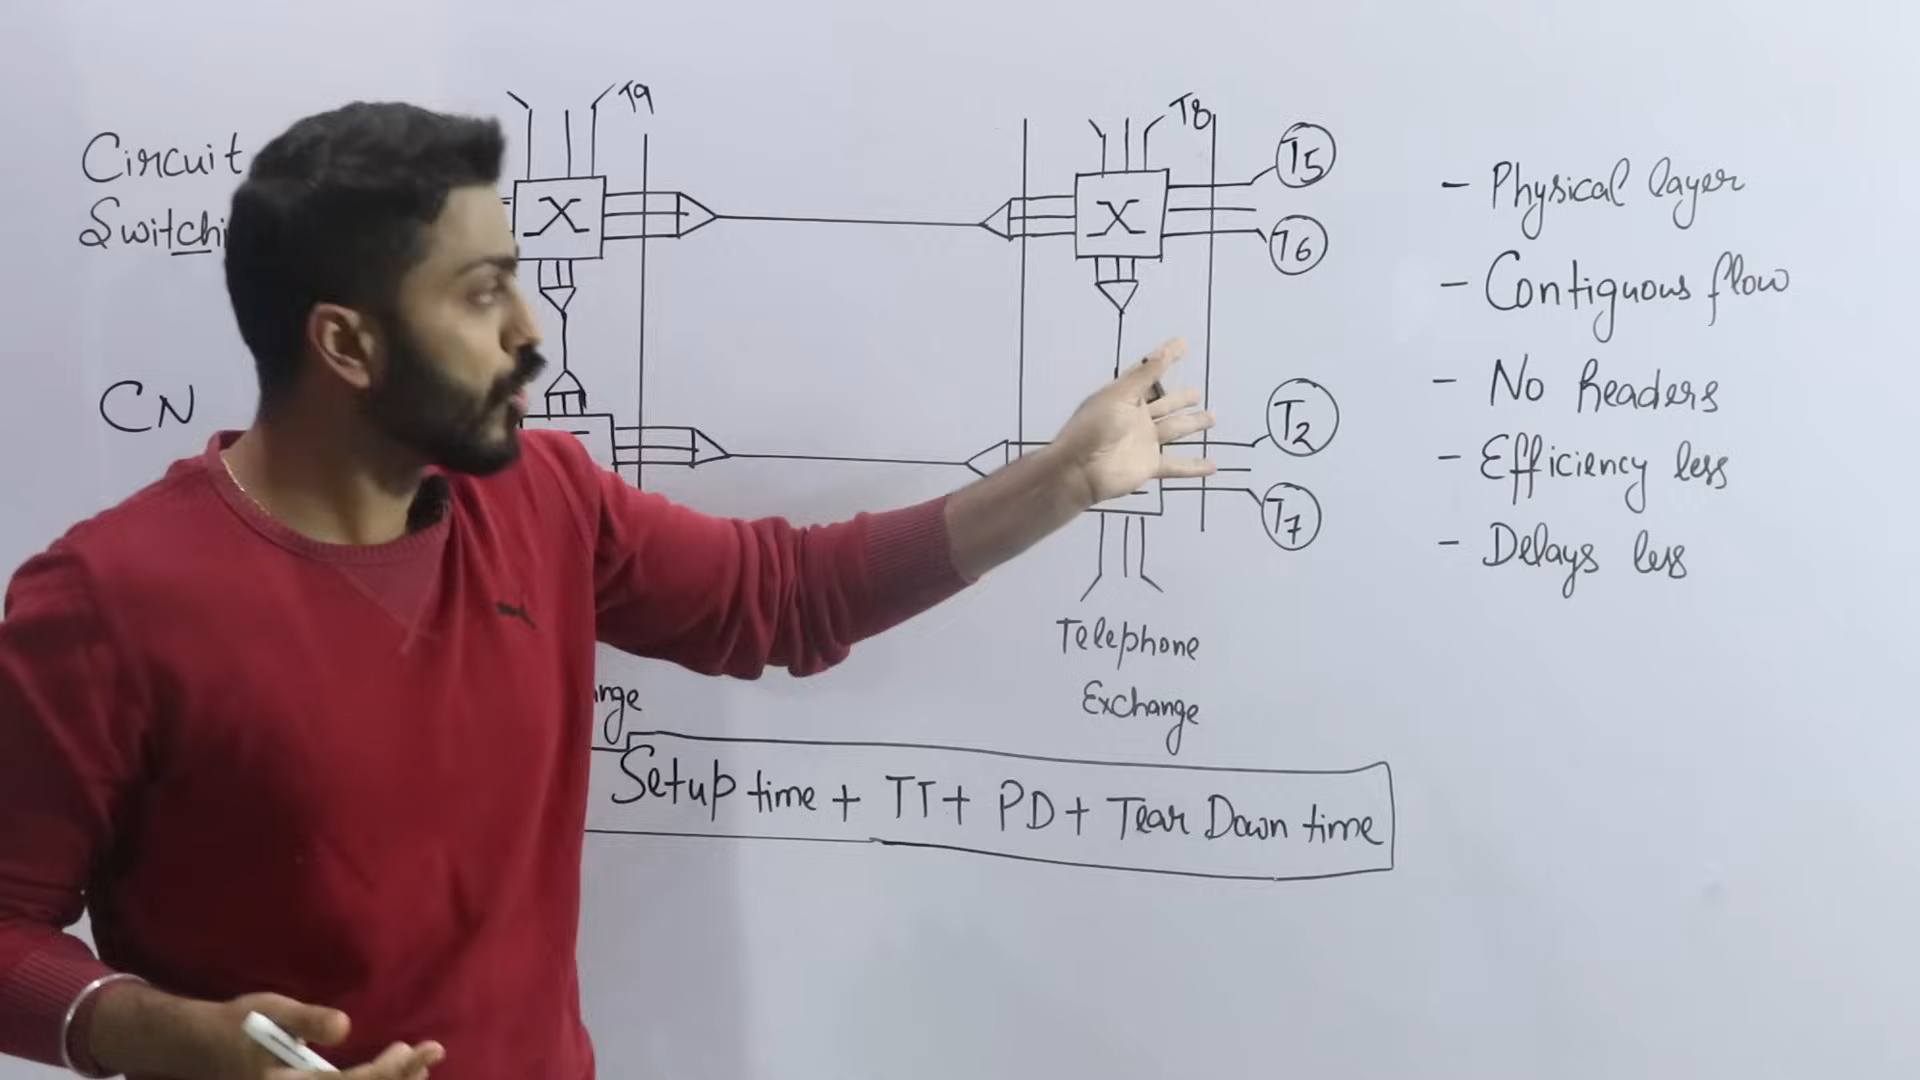 Circuit
Switchi
CN
T9
T8
X
X
T5
T6
T2
T7
Telephone
Exchange
nge
Setup time + TT + PD + Tear Down time
- Physical layer
- Contiguous flow
- No headers
- Efficiency less
- Delays less